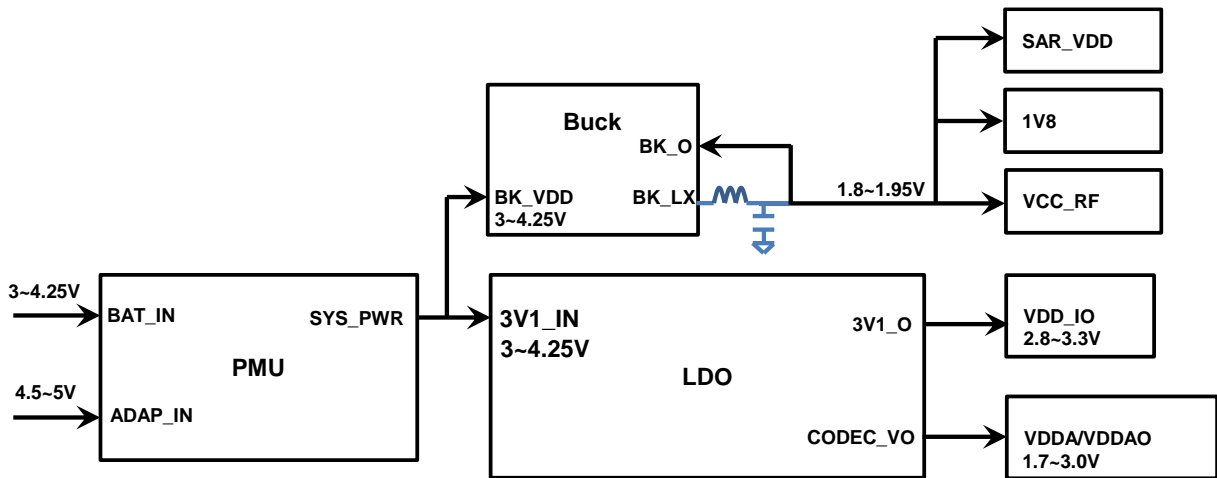 SAR_VDD
Buck
BK_O
1V8
BK_VDD
3~4.25V
BK_LX
1.8~1.95V
VCC_RF
3~4.25V
BAT_IN
SYS_PWR
PMU
4.5~5V
ADAP_IN
3V1_IN
3~4.25V
3V1_O
LDO
CODEC_VO
VDD_IO
2.8~3.3V
VDDA/VDDAO
1.7~3.0V